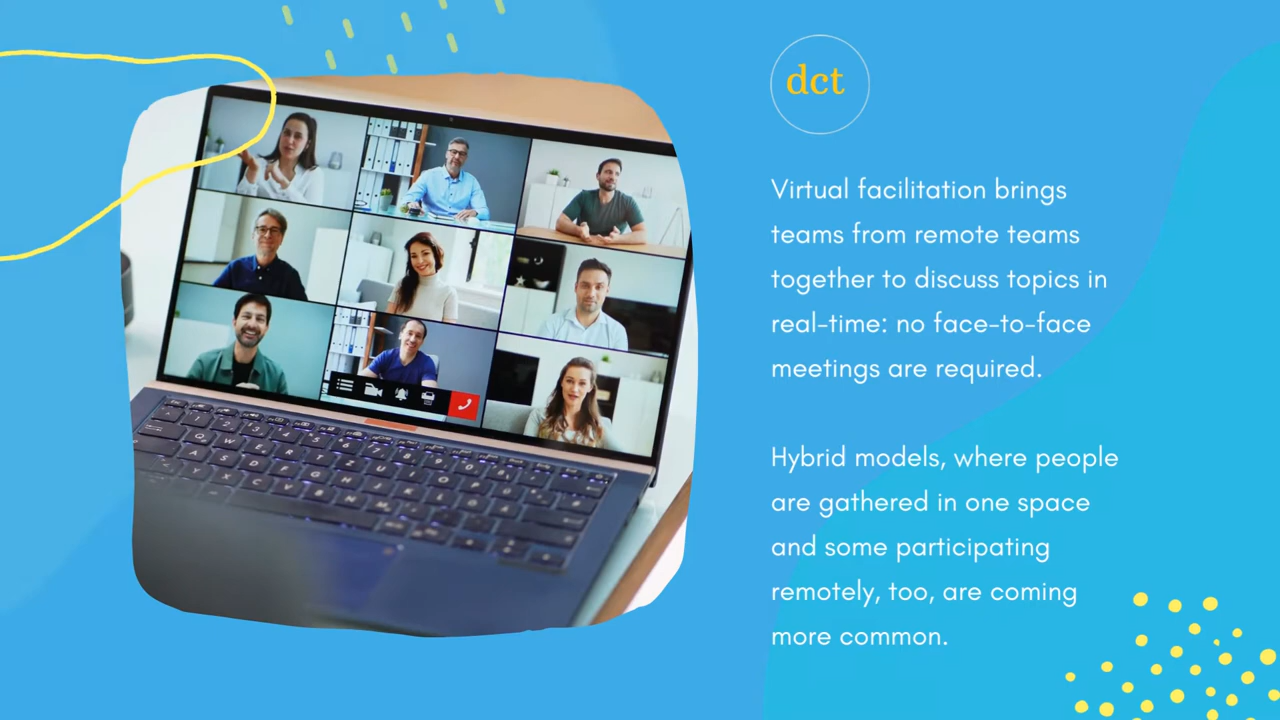 dct
Virtual facilitation brings
teams from remote teams
together to discuss topics in
real-time: no face-to-face
meetings are required.
Hybrid models, where people
are gathered in one space
and some participating
remotely, too, are coming
more common.